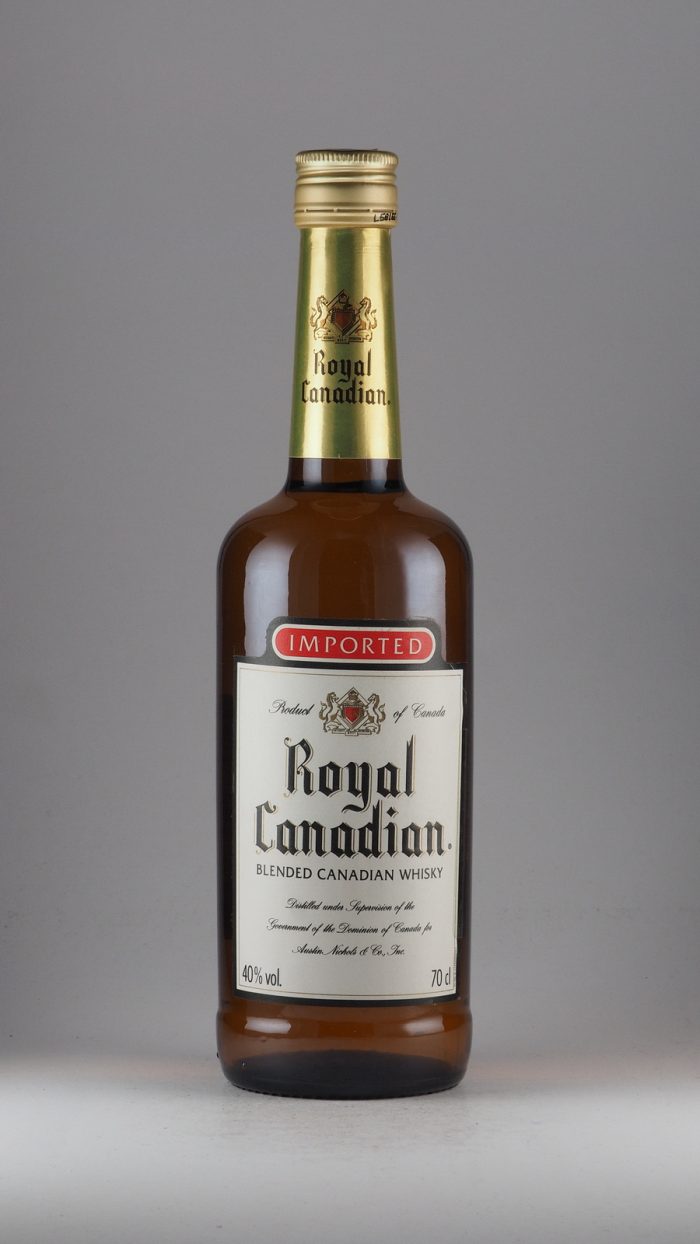 Royal
Canadian.
IMPORTED
Product of Canada
Royal
Canadian.
BLENDED CANADIAN WHISKY
Distilled under Supervision of the
Government of the Dominion of Canada for
Austin, Nichols & Co., Inc.
40% vol. 70 cl